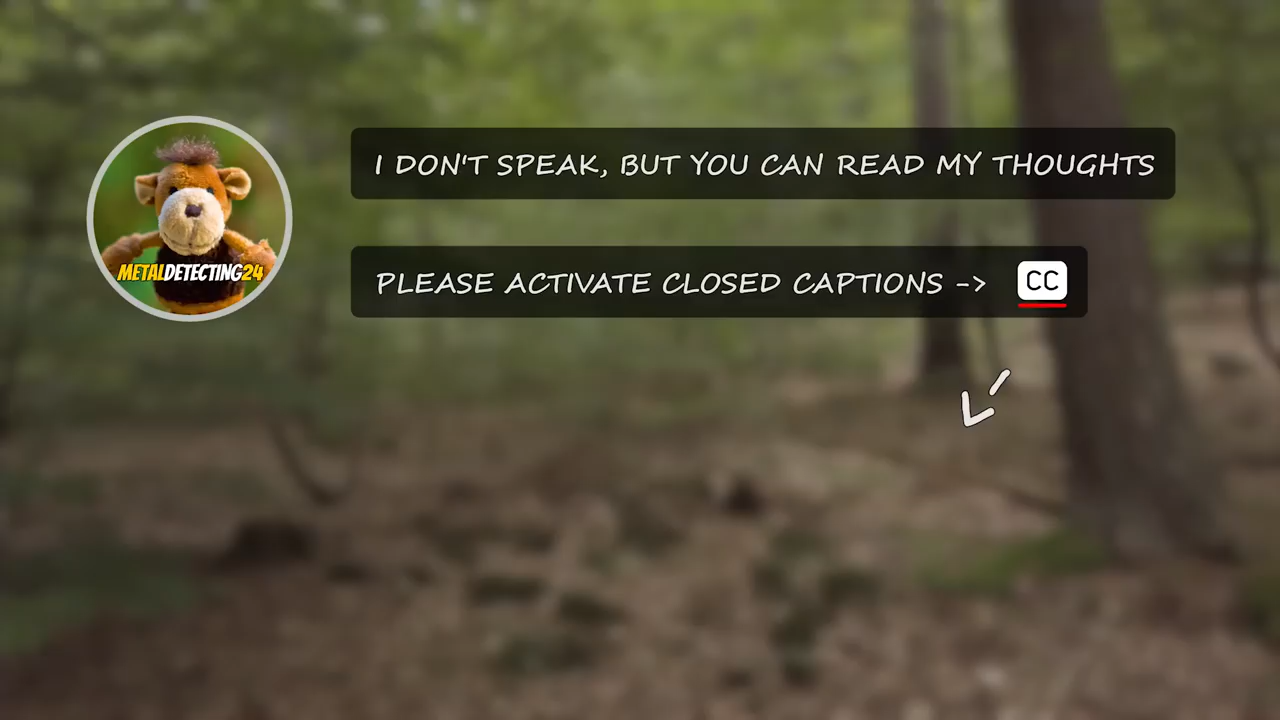 I DON'T SPEAK, BUT YOU CAN READ MY THOUGHTS
METALDETECTING24
PLEASE ACTIVATE CLOSED CAPTIONS ->
CC